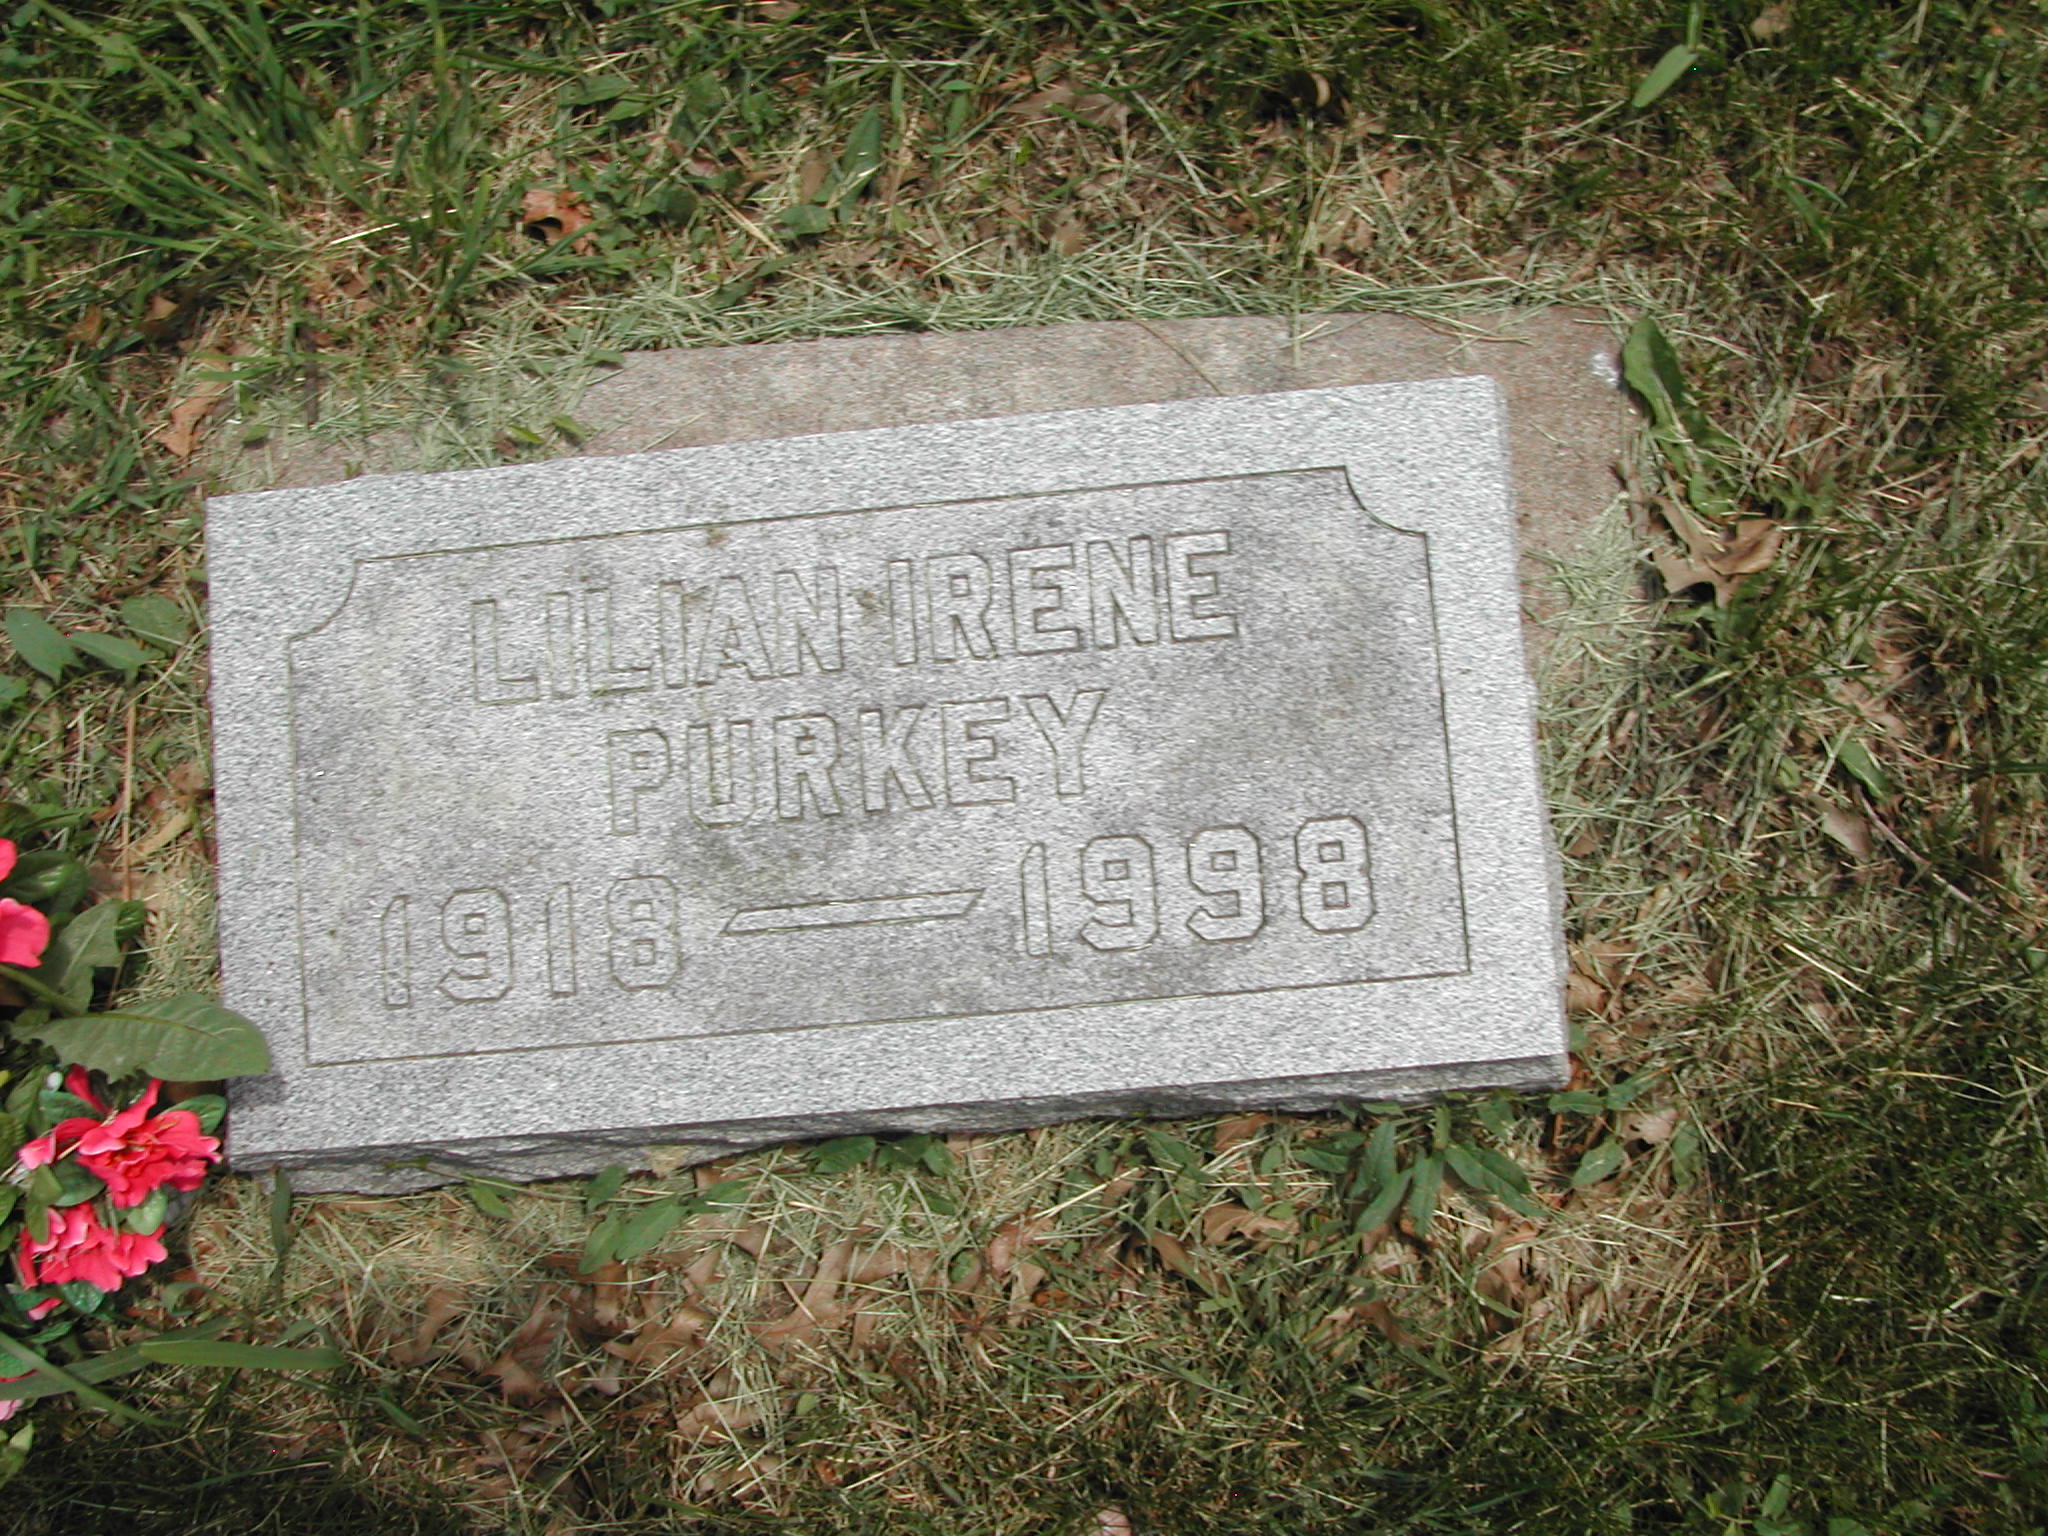 LILIAN IRENE
PURKEY
1918 — 1998